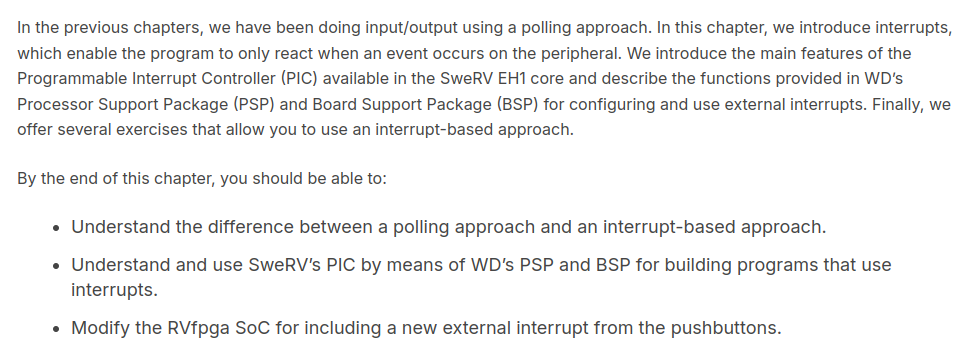 In the previous chapters, we have been doing input/output using a polling approach. In this chapter, we introduce interrupts,
which enable the program to only react when an event occurs on the peripheral. We introduce the main features of the
Programmable Interrupt Controller (PIC) available in the SweRV EH1 core and describe the functions provided in WD’s
Processor Support Package (PSP) and Board Support Package (BSP) for configuring and use external interrupts. Finally, we
offer several exercises that allow you to use an interrupt-based approach.
By the end of this chapter, you should be able to:
• Understand the difference between a polling approach and an interrupt-based approach.
• Understand and use SweRV’s PIC by means of WD’s PSP and BSP for building programs that use
interrupts.
• Modify the RVfpga SoC for including a new external interrupt from the pushbuttons.